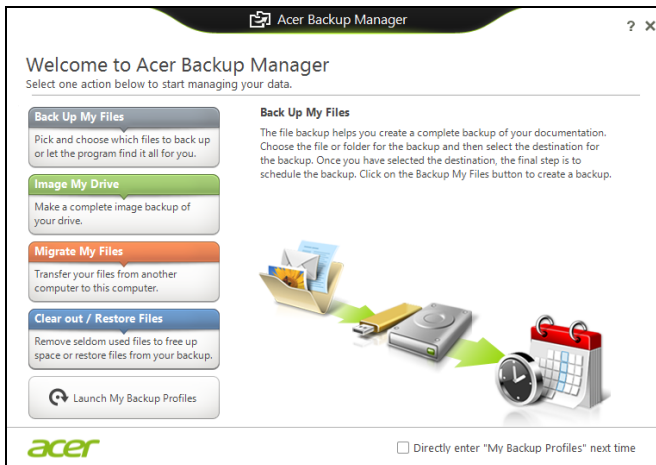 Acer Backup Manager
? X
Welcome to Acer Backup Manager
Select one action below to start managing your data.
Back Up My Files
Pick and choose which files to back up
or let the program find it all for you.
Image My Drive
Make a complete image backup of
your drive.
Migrate My Files
Transfer your files from another
computer to this computer.
Clear out / Restore Files
Remove seldom used files to free up
space or restore files from your backup.
Launch My Backup Profiles
Back Up My Files
The file backup helps you create a complete backup of your documentation.
Choose the file or folder for the backup and then select the destination for
the backup. Once you have selected the destination, the final step is to
schedule the backup. Click on the Backup My Files button to create a backup.
acer
Directly enter "My Backup Profiles" next time